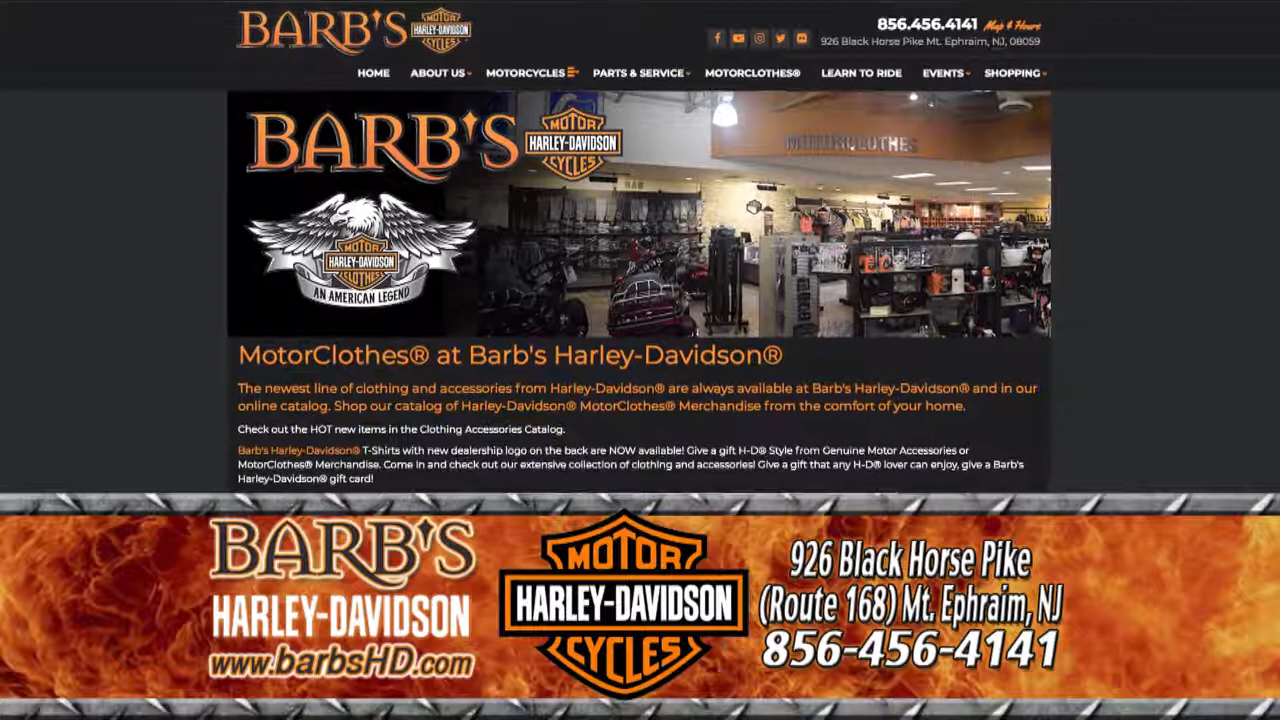 BARB'S
MOTOR
HARLEY-DAVIDSON
CYCLES
856.456.4141 Map & Hours
926 Black Horse Pike Mt. Ephraim, NJ, 08059
HOME ABOUT US MOTORCYCLES PARTS & SERVICE MOTORCLOTHES® LEARN TO RIDE EVENTS SHOPPING
BARB'S
MOTOR
HARLEY-DAVIDSON
CYCLES
MOTORCLOTHES
MOTOR
HARLEY-DAVIDSON
CLOTHES
AN AMERICAN LEGEND
MotorClothes® at Barb's Harley-Davidson®
The newest line of clothing and accessories from Harley-Davidson® are always available at Barb's Harley-Davidson® and in our
online catalog. Shop our catalog of Harley-Davidson® MotorClothes® Merchandise from the comfort of your home.
Check out the HOT new items in the Clothing Accessories Catalog.
Barb's Harley-Davidson® T-Shirts with new dealership logo on the back are NOW available! Give a gift H-D® Style from Genuine Motor Accessories or
MotorClothes® Merchandise. Come in and check out our extensive collection of clothing and accessories! Give a gift that any H-D® lover can enjoy, give a Barb's
Harley-Davidson® gift card!
BARB'S
HARLEY-DAVIDSON
www.barbsHD.com
MOTOR
HARLEY-DAVIDSON
CYCLES
926 Black Horse Pike
(Route 168) Mt. Ephraim, NJ
856-456-4141